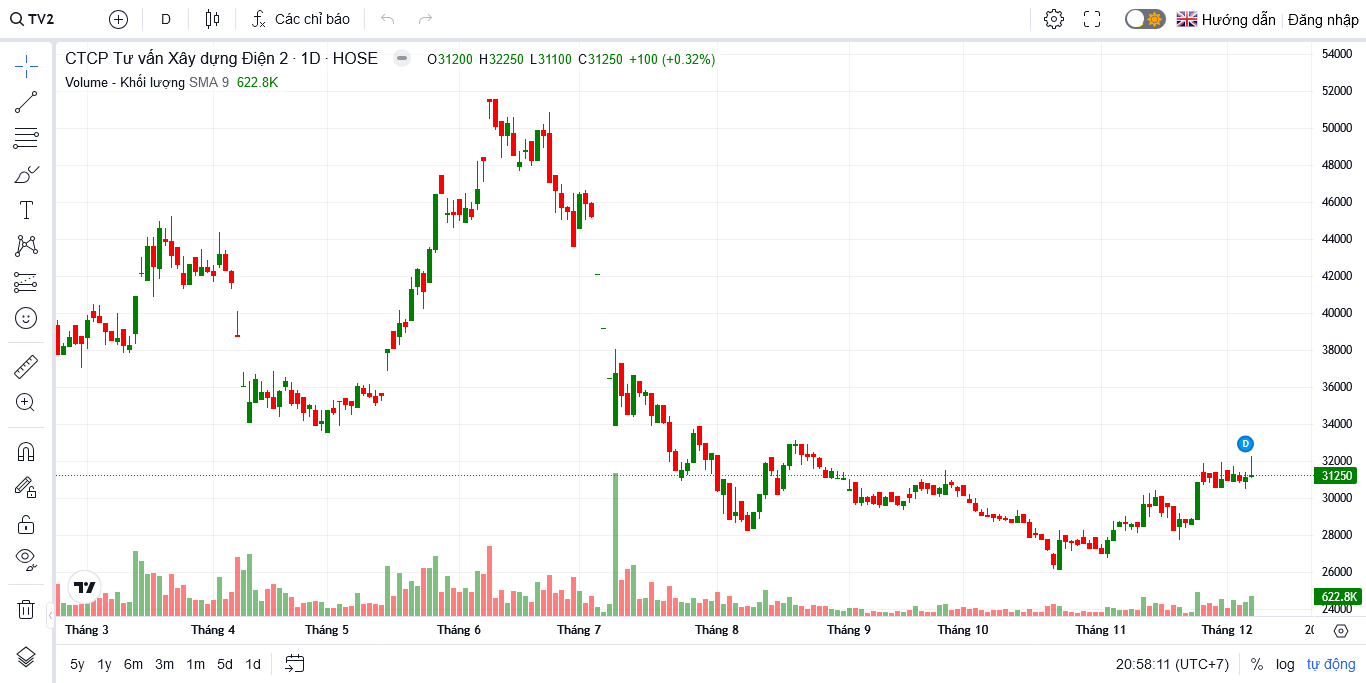 TV2 D Các chỉ báo Hướng dẫn Đăng nhập
CTCP Tư vấn Xây dựng Điện 2 · 1D · HOSE O31200 H32250 L31100 C31250 +100 (+0.32%)
Volume - Khối lượng SMA 9 622.8K
54000
52000
50000
48000
46000
44000
42000
40000
38000
36000
34000
D
32000
31250
30000
28000
26000
622.8K
24000
Tháng 3 Tháng 4 Tháng 5 Tháng 6 Tháng 7 Tháng 8 Tháng 9 Tháng 10 Tháng 11 Tháng 12
5y 1y 6m 3m 1m 5d 1d 20:58:11 (UTC+7) % log tự động